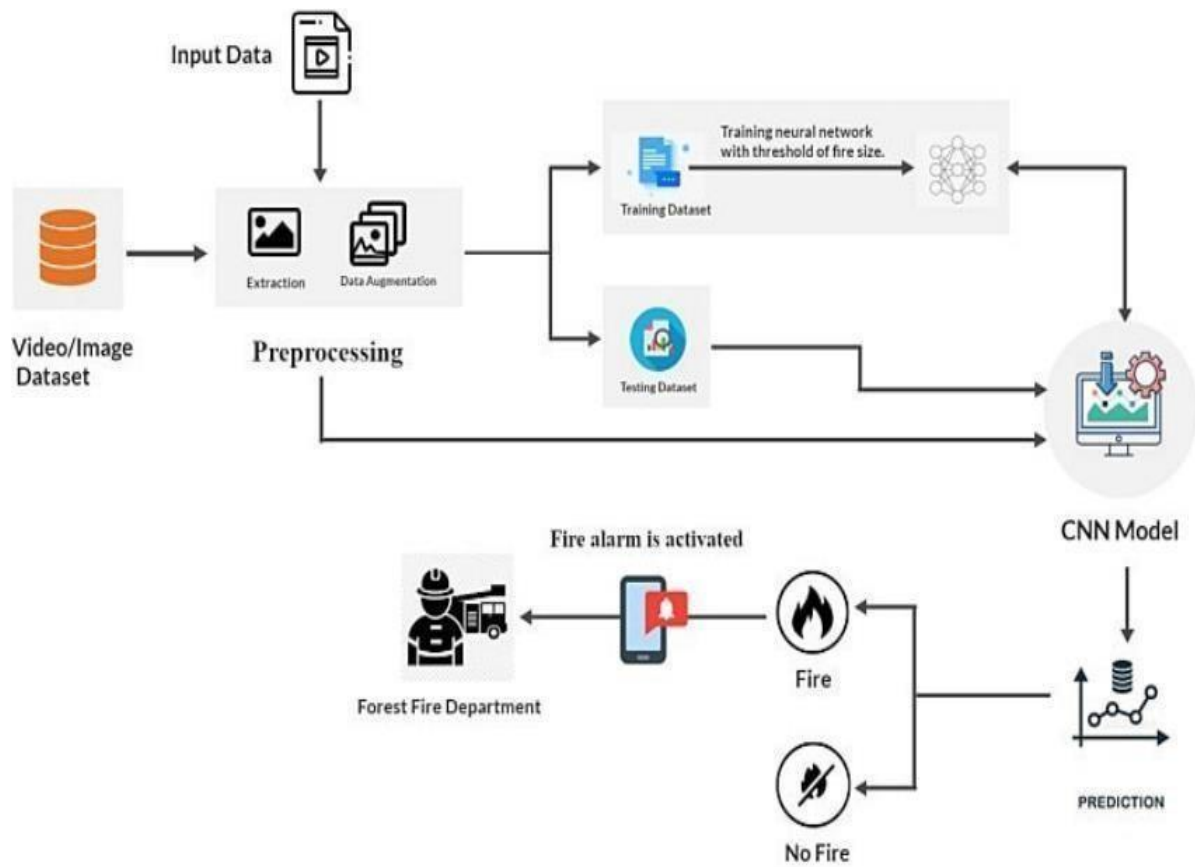 Input Data
Training neural network
with threshold of fire size.
Training Dataset
Extraction
Data Augmentation
Video/Image
Dataset
Preprocessing
Testing Dataset
CNN Model
Fire alarm is activated
Forest Fire Department
Fire
PREDICTION
No Fire